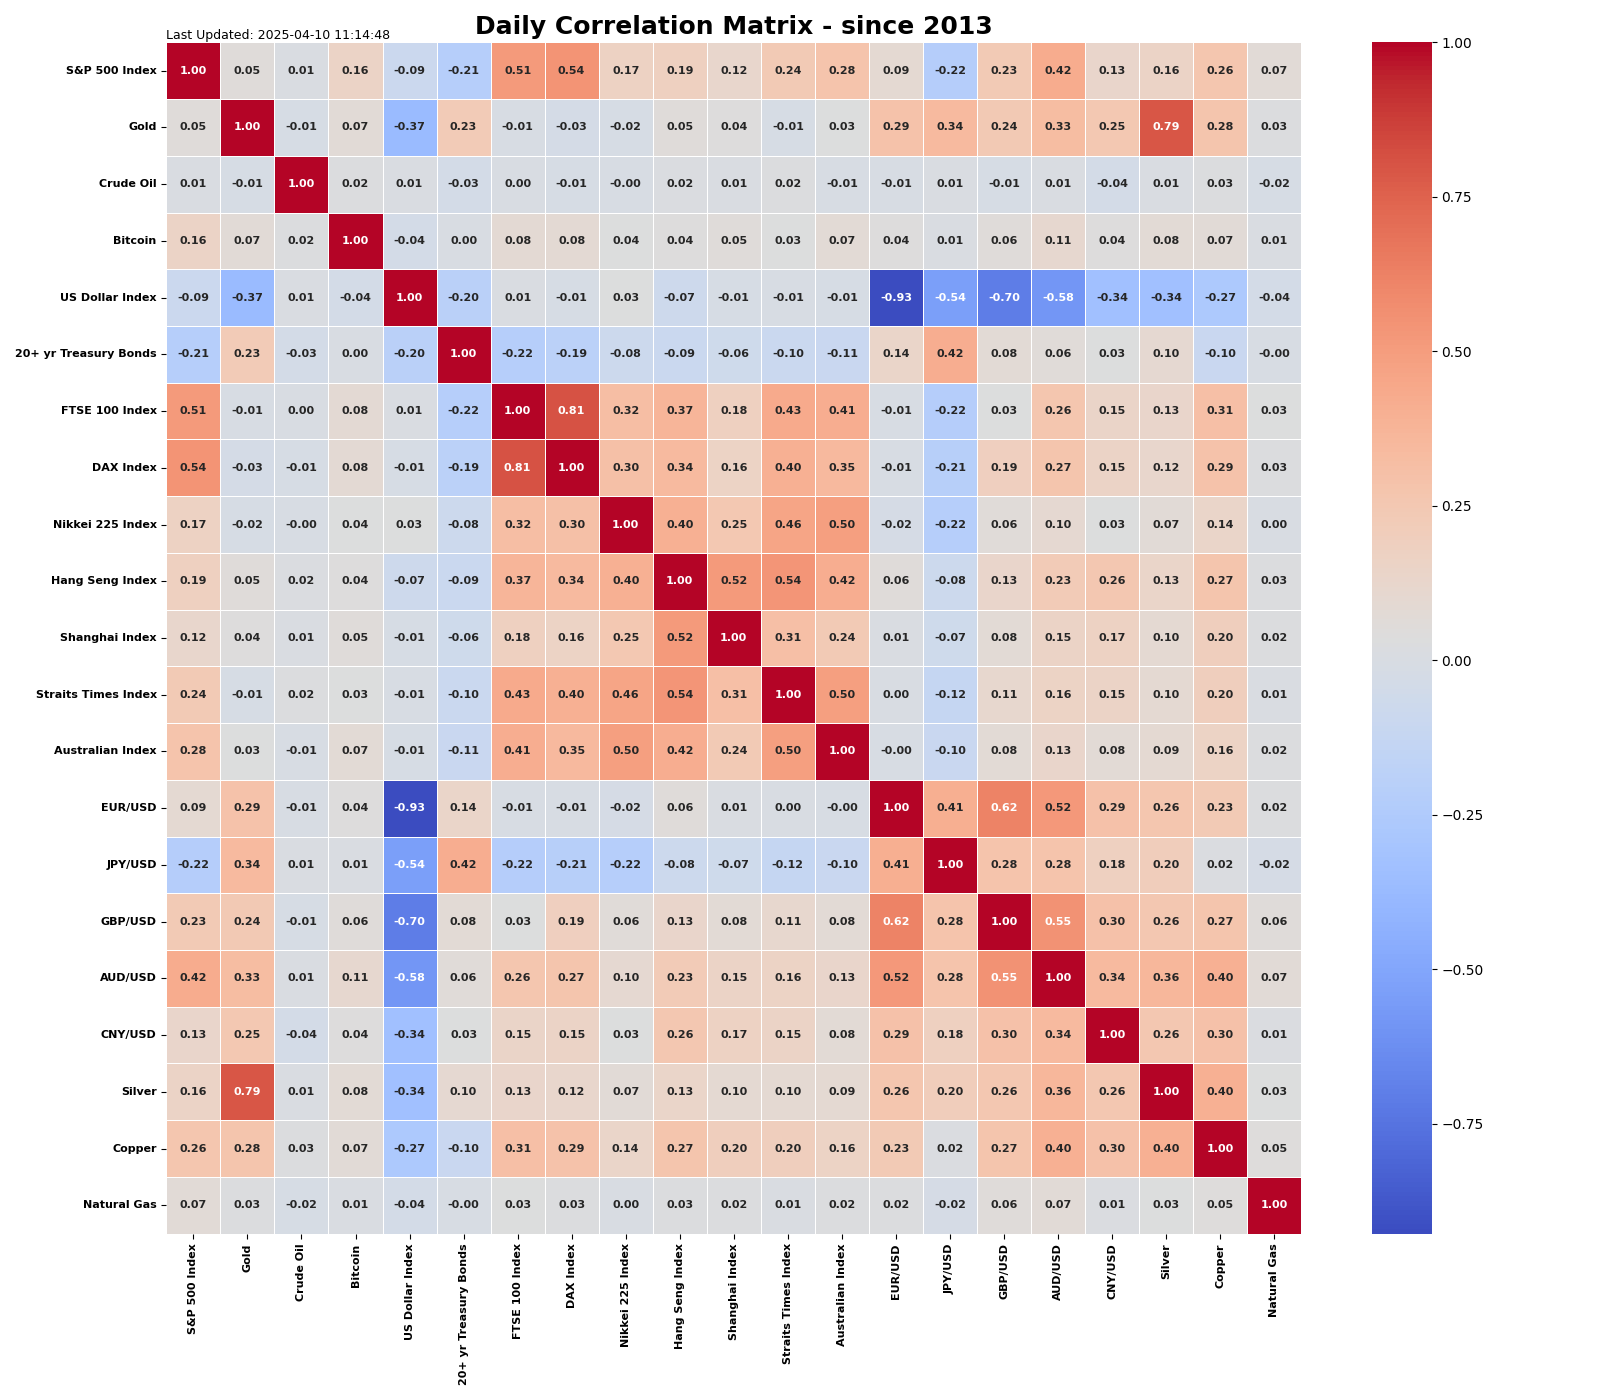 Daily Correlation Matrix - since 2013
Last Updated: 2025-04-10 11:14:48
S&P 500 Index 1.00 0.05 0.01 0.16 -0.09 -0.21 0.51 0.54 0.17 0.19 0.12 0.24 0.28 0.09 -0.22 0.23 0.42 0.13 0.16 0.26 0.07
Gold 0.05 1.00 -0.01 0.07 -0.37 0.23 -0.01 -0.03 -0.02 0.05 0.04 -0.01 0.03 0.29 0.34 0.24 0.33 0.25 0.79 0.28 0.03
Crude Oil 0.01 -0.01 1.00 0.02 0.01 -0.03 0.00 -0.01 -0.00 0.02 0.01 0.02 -0.01 -0.01 0.01 -0.01 0.01 -0.04 0.01 0.03 -0.02
Bitcoin 0.16 0.07 0.02 1.00 -0.04 0.00 0.08 0.08 0.04 0.04 0.05 0.03 0.07 0.04 0.01 0.06 0.11 0.04 0.08 0.07 0.01
US Dollar Index -0.09 -0.37 0.01 -0.04 1.00 -0.20 0.01 -0.01 0.03 -0.07 -0.01 -0.01 -0.01 -0.93 -0.54 -0.70 -0.58 -0.34 -0.34 -0.27 -0.04
20+ yr Treasury Bonds -0.21 0.23 -0.03 0.00 -0.20 1.00 -0.22 -0.19 -0.08 -0.09 -0.06 -0.10 -0.11 0.14 0.42 0.08 0.06 0.03 0.10 -0.10 -0.00
FTSE 100 Index 0.51 -0.01 0.00 0.08 0.01 -0.22 1.00 0.81 0.32 0.37 0.18 0.43 0.41 -0.01 -0.22 0.03 0.26 0.15 0.13 0.31 0.03
DAX Index 0.54 -0.03 -0.01 0.08 -0.01 -0.19 0.81 1.00 0.30 0.34 0.16 0.40 0.35 -0.01 -0.21 0.19 0.27 0.15 0.12 0.29 0.03
Nikkei 225 Index 0.17 -0.02 -0.00 0.04 0.03 -0.08 0.32 0.30 1.00 0.40 0.25 0.46 0.50 -0.02 -0.22 0.06 0.10 0.03 0.07 0.14 0.00
Hang Seng Index 0.19 0.05 0.02 0.04 -0.07 -0.09 0.37 0.34 0.40 1.00 0.52 0.54 0.42 0.06 -0.08 0.13 0.23 0.26 0.13 0.27 0.03
Shanghai Index 0.12 0.04 0.01 0.05 -0.01 -0.06 0.18 0.16 0.25 0.52 1.00 0.31 0.24 0.01 -0.07 0.08 0.15 0.17 0.10 0.20 0.02
Straits Times Index 0.24 -0.01 0.02 0.03 -0.01 -0.10 0.43 0.40 0.46 0.54 0.31 1.00 0.50 0.00 -0.12 0.11 0.16 0.15 0.10 0.20 0.01
Australian Index 0.28 0.03 -0.01 0.07 -0.01 -0.11 0.41 0.35 0.50 0.42 0.24 0.50 1.00 -0.00 -0.10 0.08 0.13 0.08 0.09 0.16 0.02
EUR/USD 0.09 0.29 -0.01 0.04 -0.93 0.14 -0.01 -0.01 -0.02 0.06 0.01 0.00 -0.00 1.00 0.41 0.62 0.52 0.29 0.26 0.23 0.02
JPY/USD -0.22 0.34 0.01 0.01 -0.54 0.42 -0.22 -0.21 -0.22 -0.08 -0.07 -0.12 -0.10 0.41 1.00 0.28 0.28 0.18 0.20 0.02 -0.02
GBP/USD 0.23 0.24 -0.01 0.06 -0.70 0.08 0.03 0.19 0.06 0.13 0.08 0.11 0.08 0.62 0.28 1.00 0.55 0.30 0.26 0.27 0.06
AUD/USD 0.42 0.33 0.01 0.11 -0.58 0.06 0.26 0.27 0.10 0.23 0.15 0.16 0.13 0.52 0.28 0.55 1.00 0.34 0.36 0.40 0.07
CNY/USD 0.13 0.25 -0.04 0.04 -0.34 0.03 0.15 0.15 0.03 0.26 0.17 0.15 0.08 0.29 0.18 0.30 0.34 1.00 0.26 0.30 0.01
Silver 0.16 0.79 0.01 0.08 -0.34 0.10 0.13 0.12 0.07 0.13 0.10 0.10 0.09 0.26 0.20 0.26 0.36 0.26 1.00 0.40 0.03
Copper 0.26 0.28 0.03 0.07 -0.27 -0.10 0.31 0.29 0.14 0.27 0.20 0.20 0.16 0.23 0.02 0.27 0.40 0.30 0.40 1.00 0.05
Natural Gas 0.07 0.03 -0.02 0.01 -0.04 -0.00 0.03 0.03 0.00 0.03 0.02 0.01 0.02 0.02 -0.02 0.06 0.07 0.01 0.03 0.05 1.00
S&P 500 Index
Gold
Crude Oil
Bitcoin
US Dollar Index
20+ yr Treasury Bonds
FTSE 100 Index
DAX Index
Nikkei 225 Index
Hang Seng Index
Shanghai Index
Straits Times Index
Australian Index
EUR/USD
JPY/USD
GBP/USD
AUD/USD
CNY/USD
Silver
Copper
Natural Gas
1.00
0.75
0.50
0.25
0.00
−0.25
−0.50
−0.75